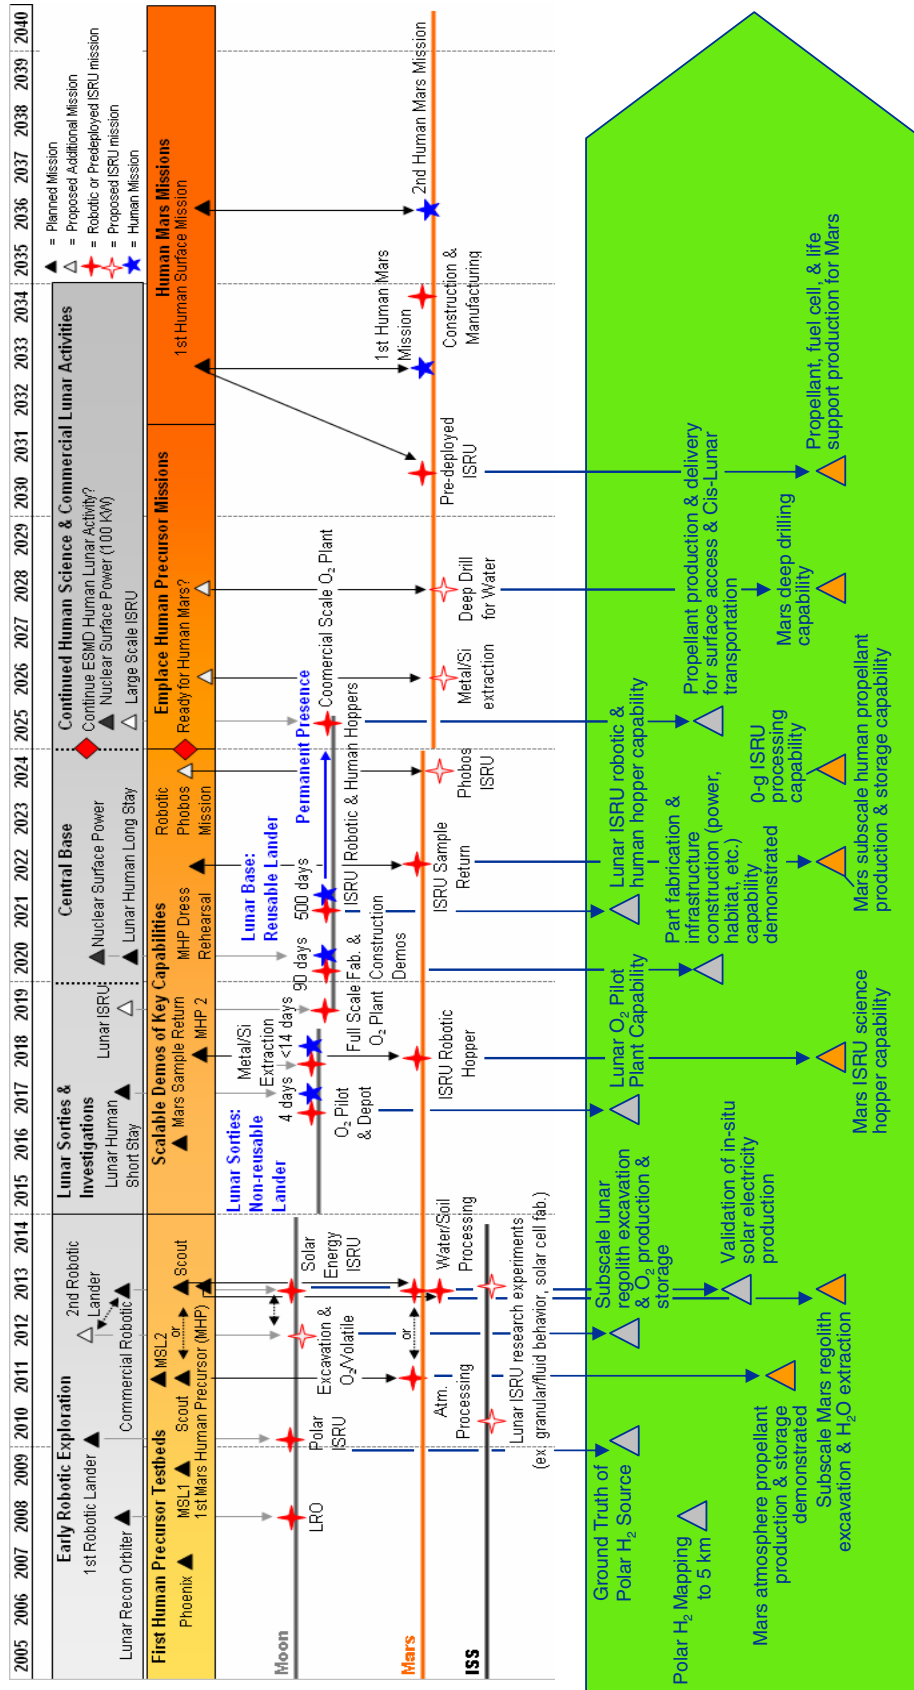 2005 2006 2007 2008 2009 2010 2011 2012 2013 2014 2015 2016 2017 2018 2019 2020 2021 2022 2023 2024 2025 2026 2027 2028 2029 2030 2031 2032 2033 2034 2035 2036 2037 2038 2039 2040
= Planned Mission
= Proposed Additional Mission
= Robotic or Predeployed ISRU mission
= Proposed ISRU mission
= Human Mission
Early Robotic Exploration
1st Robotic Lander
Lunar Recon Orbiter
2nd Robotic
Lander
Commercial Robotic
Lunar Sorties &
Investigations
Lunar Human
Short Stay
Lunar ISRU
Central Base
Nuclear Surface Power
Lunar Human Long Stay
Continued Human Science & Commercial Lunar Activities
Continue ESMD Human Lunar Activity?
Nuclear Surface Power (100 KW)
Large Scale ISRU
First Human Precursor Testbeds
Phoenix
MSL1
Scout
MSL2
or
Scout
1st Mars Human Precursor (MHP)
Scalable Demos of Key Capabilities
Mars Sample Return
MHP 2
MHP Dress
Rehearsal
Robotic
Phobos
Mission
Emplace Human Precursor Missions
Ready for Human Mars?
Human Mars Missions
1st Human Surface Mission
Moon
LRO
Polar
ISRU
Excavation &
O2/Volatile
Solar
Energy
ISRU
Lunar Sorties:
Non-reusable
Lander
4 days
O2 Pilot
& Depot
Metal/Si
Extraction
<14 days
Full Scale
O2 Plant
90 days
Fab. &
Construction
Demos
Lunar Base:
Reusable Lander
500 days
ISRU Robotic & Human Hoppers
Permanent Presence
Coomercial Scale O2 Plant
Mars
Atm.
Processing
or
Water/Soil
Processing
ISRU Robotic
Hopper
ISRU Sample
Return
Phobos
ISRU
Metal/Si
extraction
Deep Drill
for Water
Pre-deployed
ISRU
1st Human Mars
Mission
Construction &
Manufacturing
2nd Human Mars Mission
ISS
Lunar ISRU research experiments
(ex. granular/fluid behavior, solar cell fab.)
Ground Truth of
Polar H2 Source
Polar H2 Mapping
to 5 km
Mars atmosphere propellant
production & storage
demonstrated
Subscale Mars regolith
excavation & H2O extraction
Subscale lunar
regolith excavation
& O2 production &
storage
Validation of in-situ
solar electricity
production
Lunar O2 Pilot
Plant Capability
Mars ISRU science
hopper capability
Part fabrication &
infrastructure
construction (power,
habitat, etc.)
capability
demonstrated
Lunar ISRU robotic &
human hopper capability
Mars subscale human propellant
production & storage capability
0-g ISRU
processing
capability
Propellant production & delivery
for surface access & Cis-Lunar
transportation
Mars deep drilling
capability
Propellant, fuel cell, & life
support production for Mars